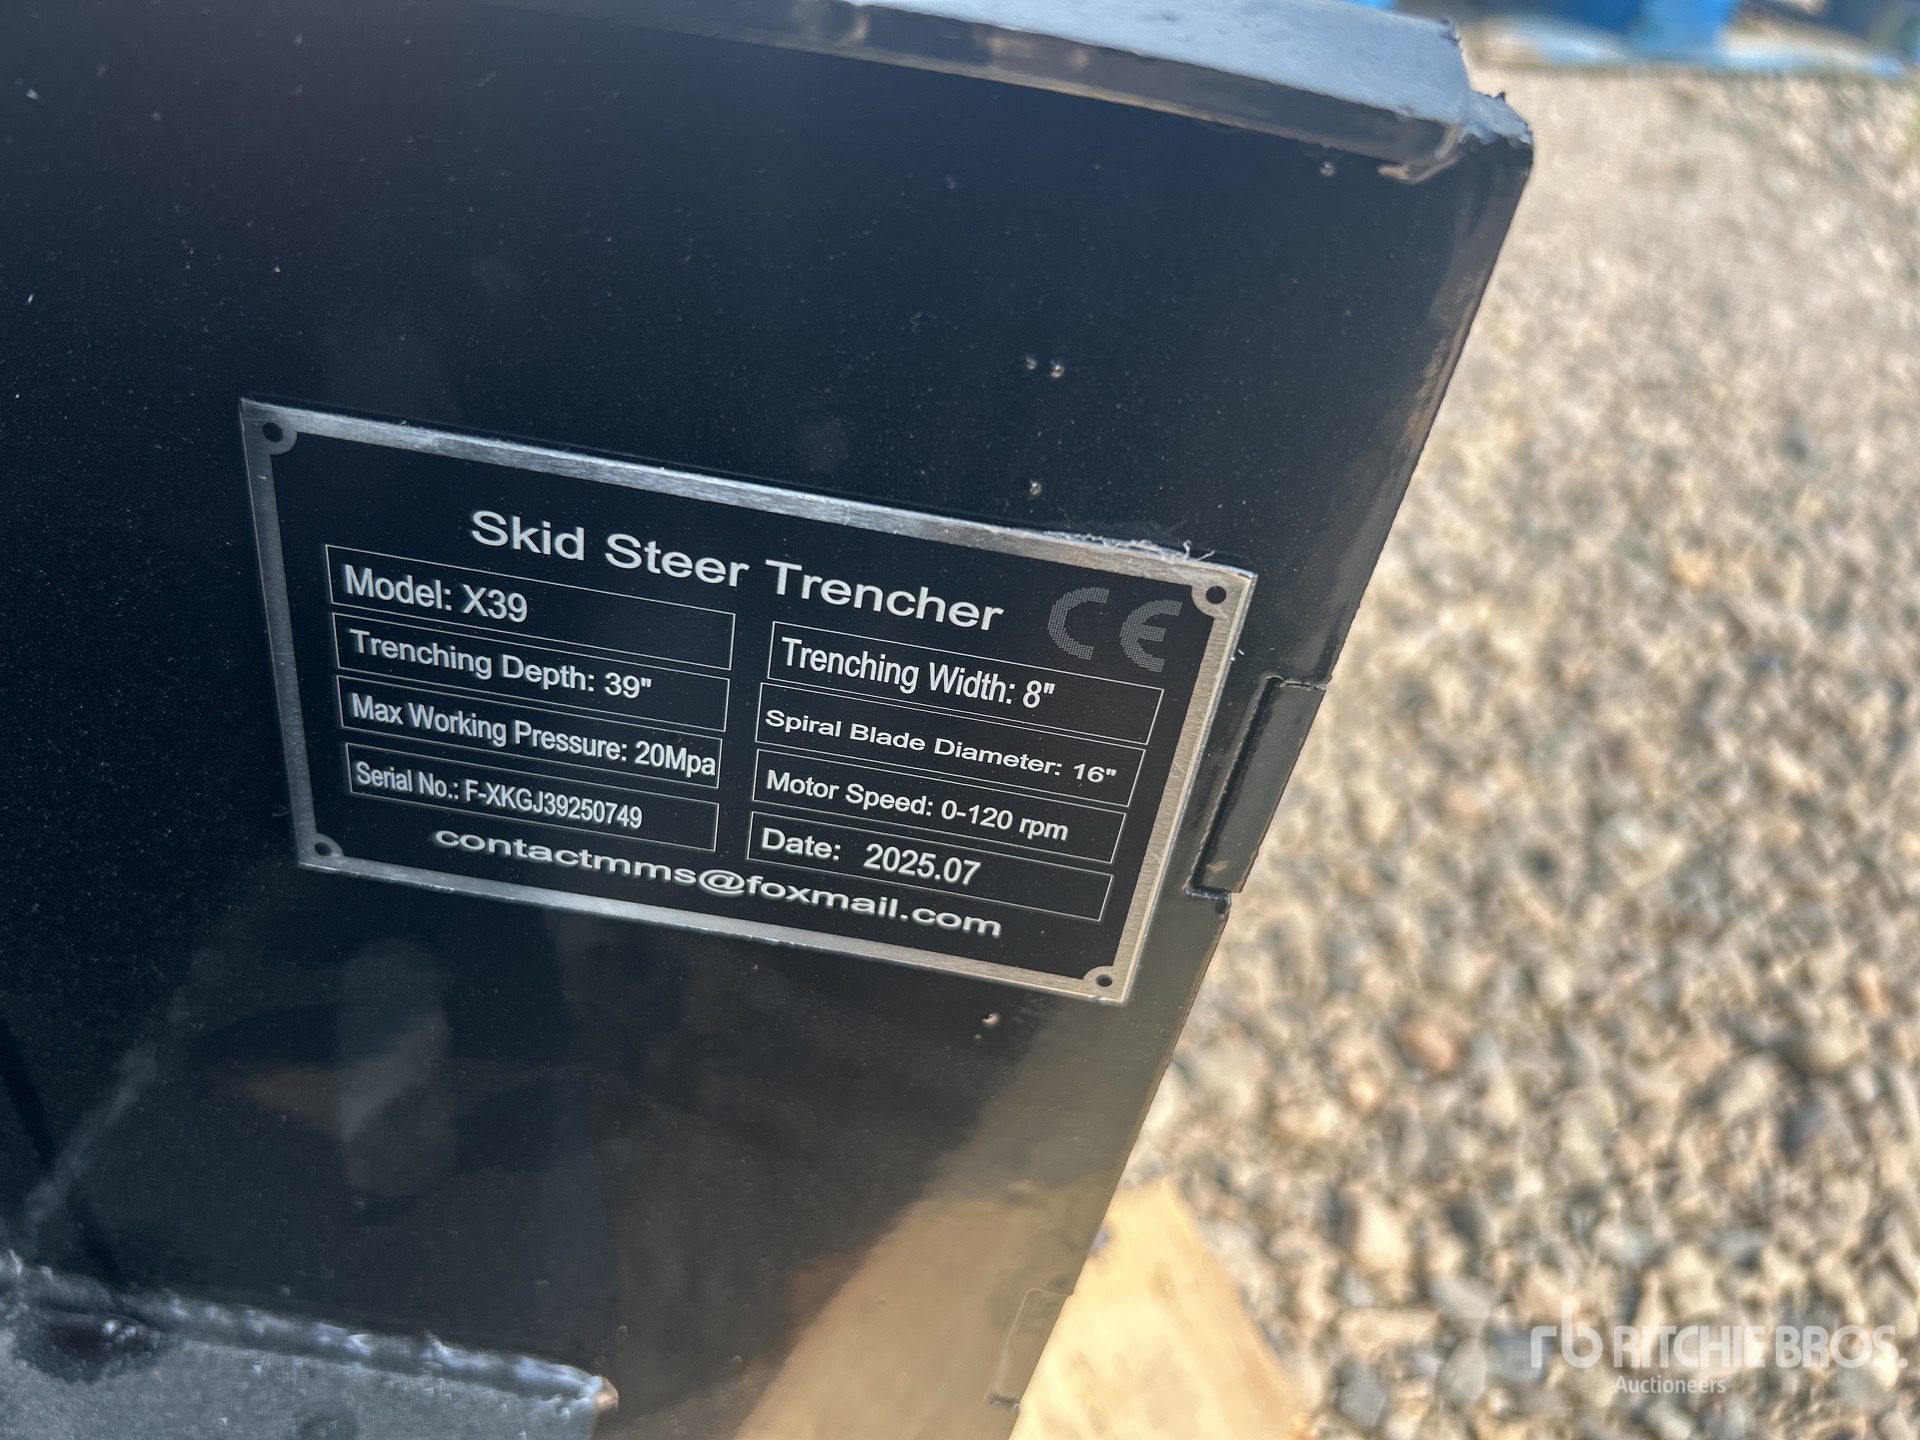 Skid Steer Trencher
CE
Model: X39
Trenching Width: 8"
Trenching Depth: 39"
Spiral Blade Diameter: 16"
Max Working Pressure: 20Mpa
Motor Speed: 0-120 rpm
Serial No.: F-XKGJ39250749
Date: 2025.07
contactmms@foxmail.com
rb RITCHIE BROS.
Auctioneers